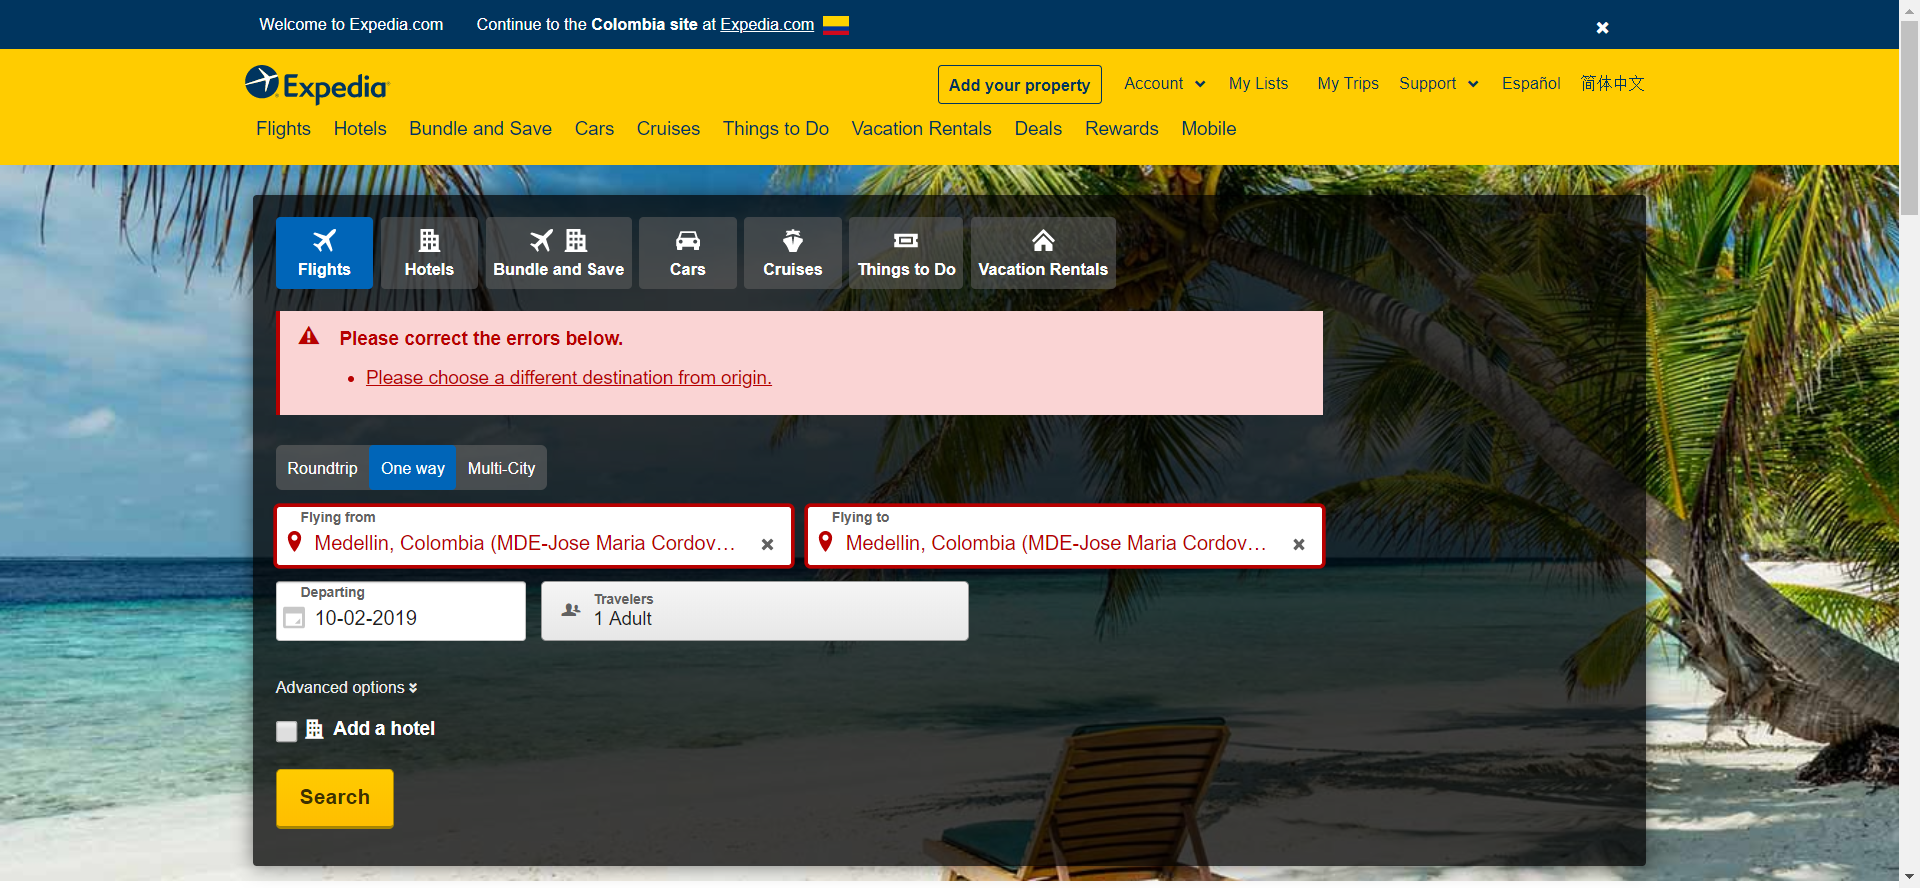 Welcome to Expedia.com Continue to the Colombia site at Expedia.com
Expedia
Add your property Account My Lists My Trips Support Español 简体中文
Flights Hotels Bundle and Save Cars Cruises Things to Do Vacation Rentals Deals Rewards Mobile
Flights Hotels Bundle and Save Cars Cruises Things to Do Vacation Rentals
Please correct the errors below.
• Please choose a different destination from origin.
Roundtrip One way Multi-City
Flying from Flying to
Medellin, Colombia (MDE-Jose Maria Cordov… Medellin, Colombia (MDE-Jose Maria Cordov…
Departing Travelers
10-02-2019 1 Adult
Advanced options
Add a hotel
Search